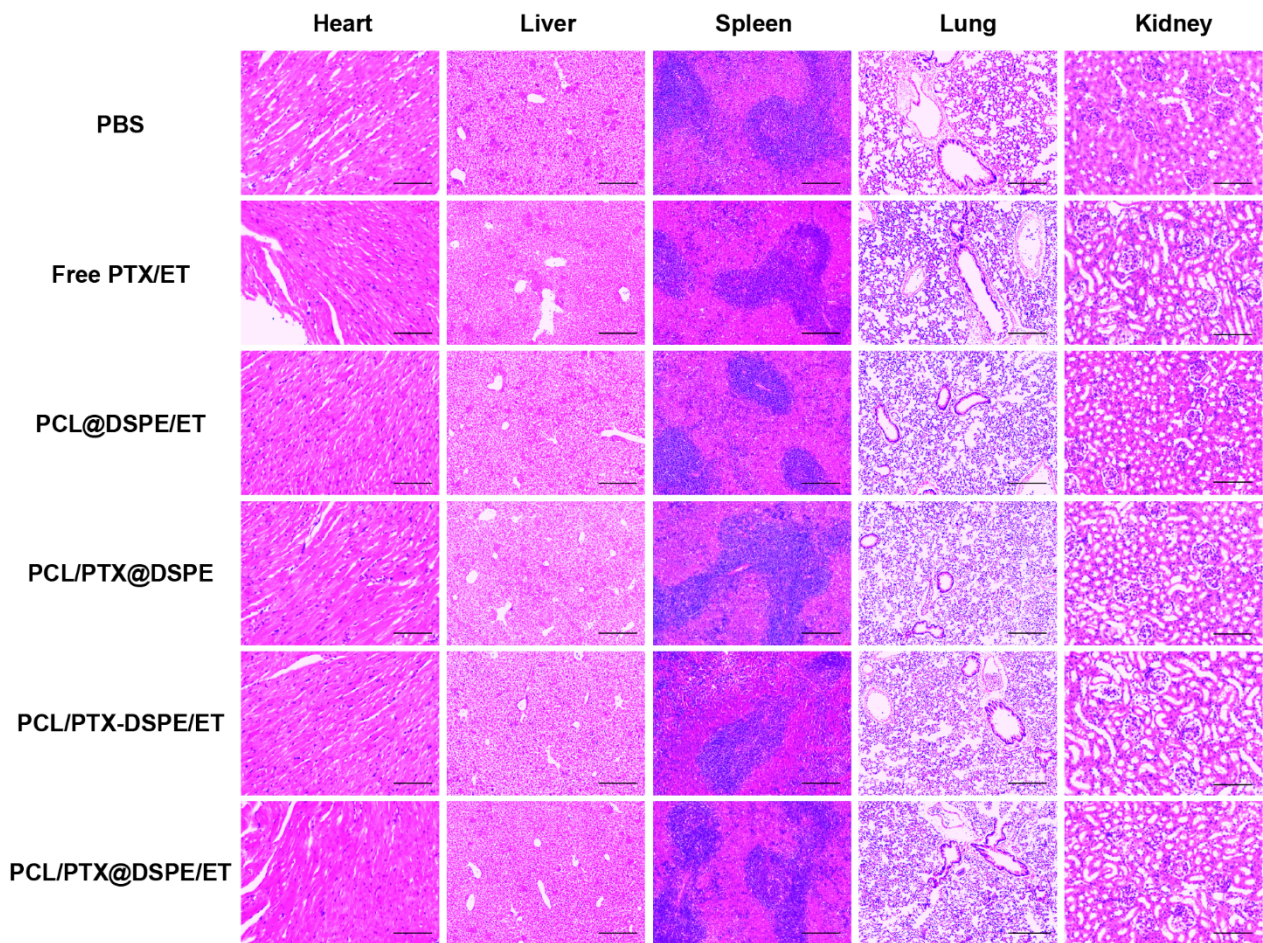 Heart Liver Spleen Lung Kidney
PBS
Free PTX/ET
PCL@DSPE/ET
PCL/PTX@DSPE
PCL/PTX-DSPE/ET
PCL/PTX@DSPE/ET